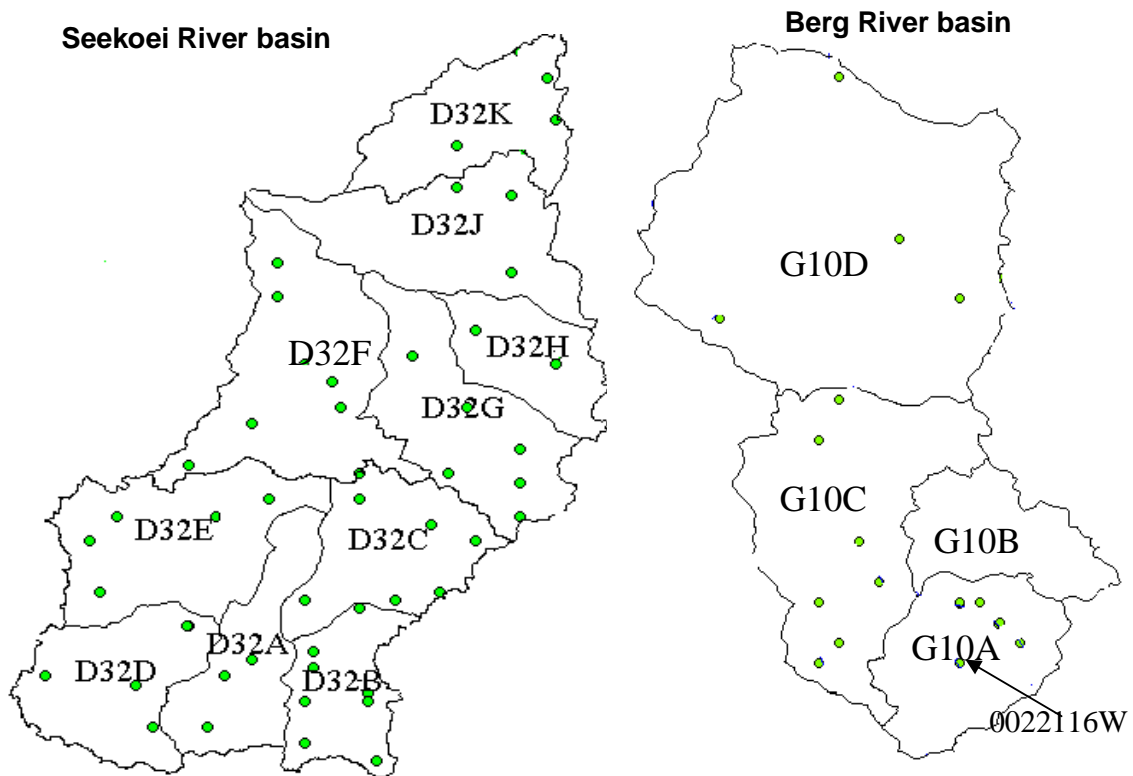 Seekoei River basin
Berg River basin
D32K
D32J
D32F
D32H
D32G
D32E
D32C
D32A
D32D
D32B
G10D
G10C
G10B
G10A
0022116W